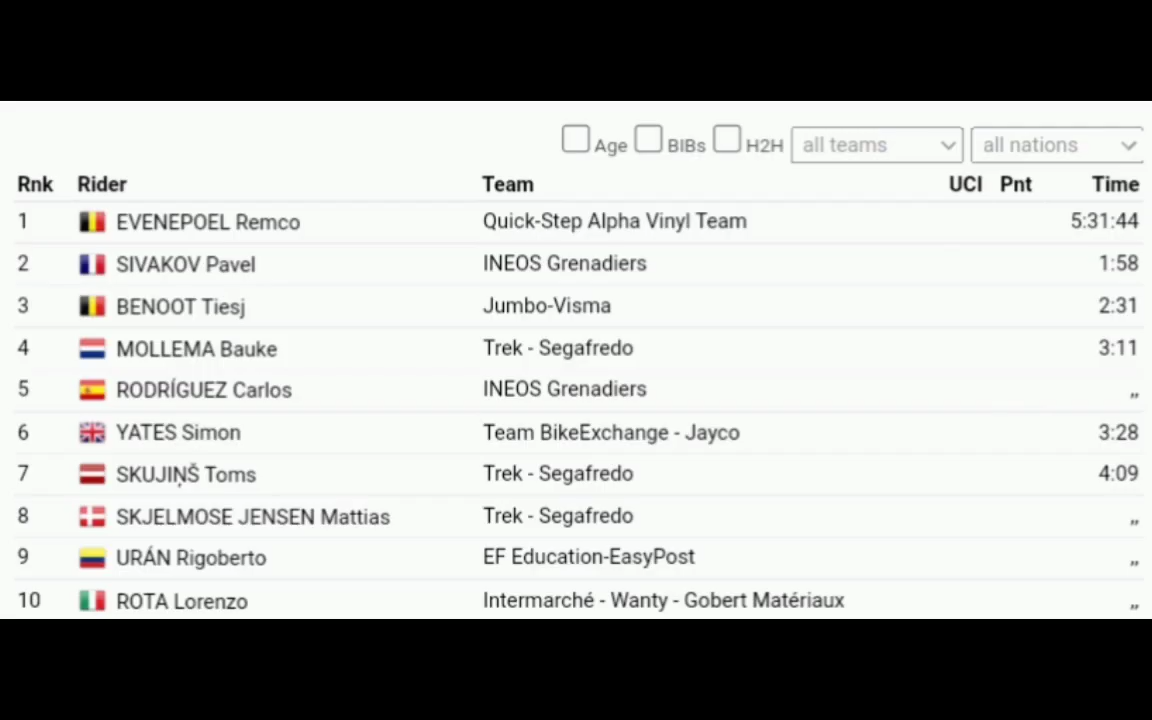 Age BIBs H2H all teams all nations
Rnk Rider Team UCI Pnt Time
1 EVENEPOEL Remco Quick-Step Alpha Vinyl Team 5:31:44
2 SIVAKOV Pavel INEOS Grenadiers 1:58
3 BENOOT Tiesj Jumbo-Visma 2:31
4 MOLLEMA Bauke Trek - Segafredo 3:11
5 RODRÍGUEZ Carlos INEOS Grenadiers ,,
6 YATES Simon Team BikeExchange - Jayco 3:28
7 SKUJIŅŠ Toms Trek - Segafredo 4:09
8 SKJELMOSE JENSEN Mattias Trek - Segafredo ,,
9 URÁN Rigoberto EF Education-EasyPost ,,
10 ROTA Lorenzo Intermarché - Wanty - Gobert Matériaux ,,